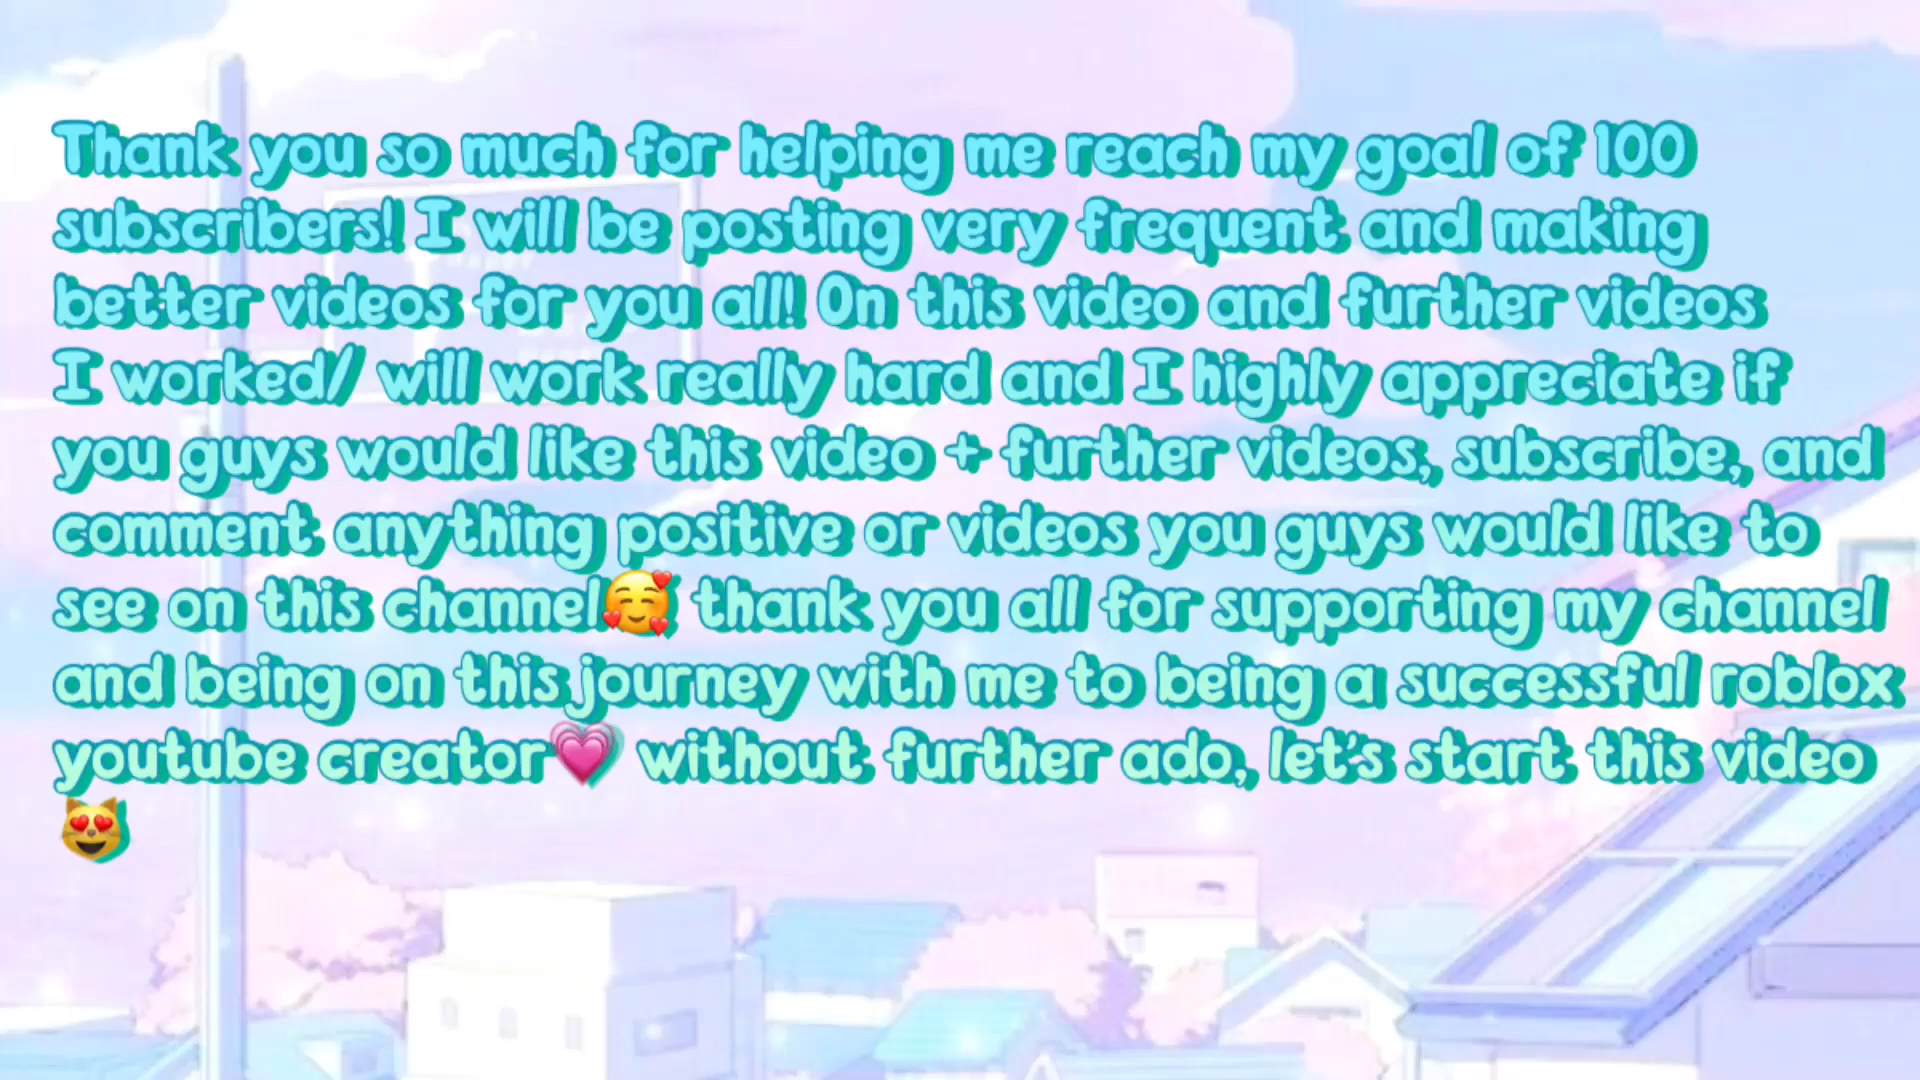 Thank you so much for helping me reach my goal of 100
subscribers! I will be posting very frequent and making
better videos for you all! On this video and further videos
I worked/ will work really hard and I highly appreciate if
you guys would like this video + further videos, subscribe, and
comment anything positive or videos you guys would like to
see on this channel🥰 thank you all for supporting my channel
and being on this journey with me to being a successful roblox
youtube creator💗 without further ado, let's start this video
😻